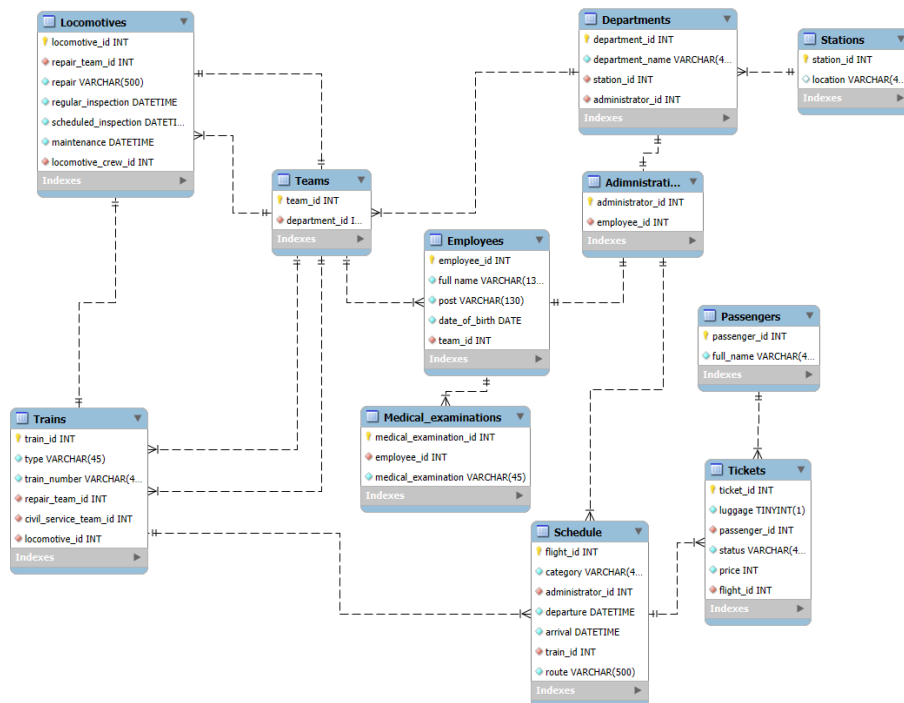 Locomotives
locomotive_id INT
repair_team_id INT
repair VARCHAR(500)
regular_inspection DATETIME
scheduled_inspection DATETI...
maintenance DATETIME
locomotive_crew_id INT
Indexes
Departments
department_id INT
department_name VARCHAR(4...
station_id INT
administrator_id INT
Indexes
Stations
station_id INT
location VARCHAR(4...
Indexes
Teams
team_id INT
department_id I...
Indexes
Adimnistrati...
administrator_id INT
employee_id INT
Indexes
Employees
employee_id INT
full name VARCHAR(13...
post VARCHAR(130)
date_of_birth DATE
team_id INT
Indexes
Passengers
passenger_id INT
full_name VARCHAR(4...
Indexes
Trains
train_id INT
type VARCHAR(45)
train_number VARCHAR(4...
repair_team_id INT
civil_service_team_id INT
locomotive_id INT
Indexes
Medical_examinations
medical_examination_id INT
employee_id INT
medical_examination VARCHAR(45)
Indexes
Tickets
ticket_id INT
luggage TINYINT(1)
passenger_id INT
status VARCHAR(4...
price INT
flight_id INT
Indexes
Schedule
flight_id INT
category VARCHAR(4...
administrator_id INT
departure DATETIME
arrival DATETIME
train_id INT
route VARCHAR(500)
Indexes